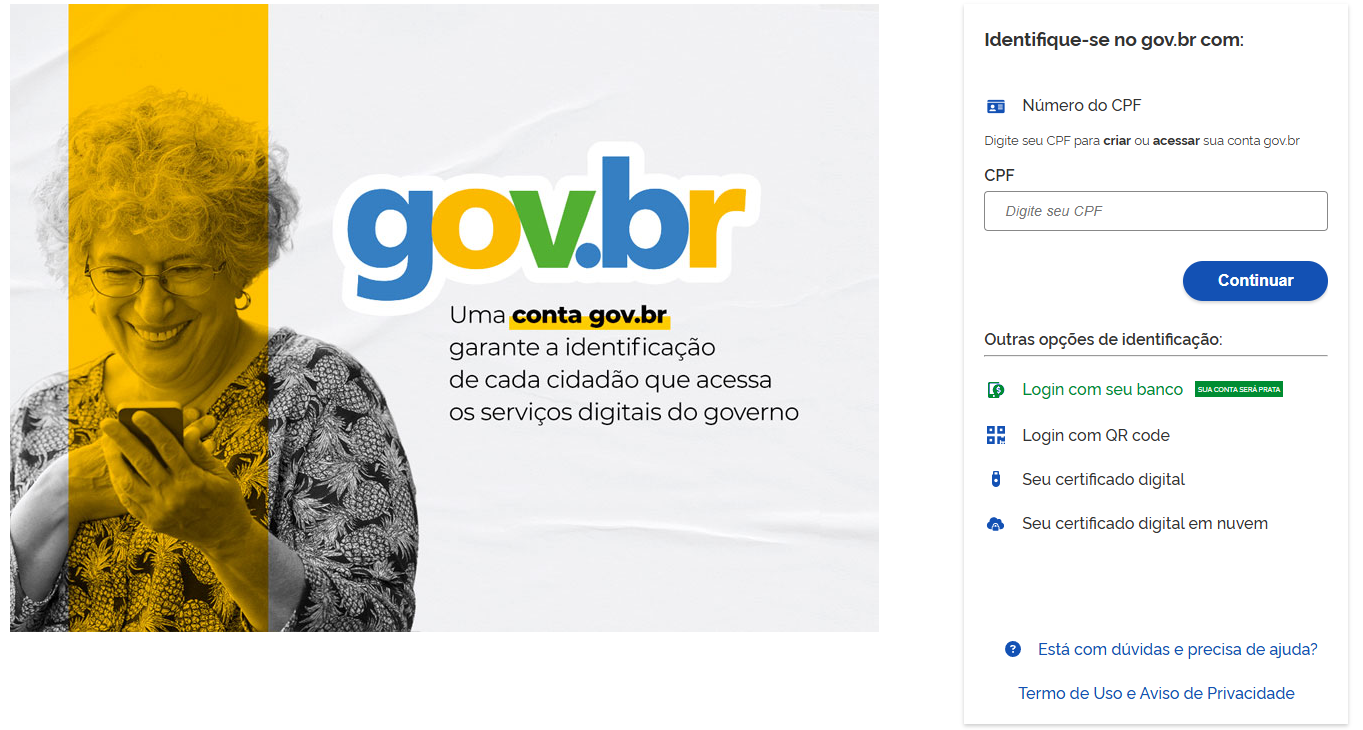 gov.br
Uma conta gov.br
garante a identificação
de cada cidadão que acessa
os serviços digitais do governo
Identifique-se no gov.br com:
Número do CPF
Digite seu CPF para criar ou acessar sua conta gov.br
CPF
Digite seu CPF
Continuar
Outras opções de identificação:
Login com seu banco SUA CONTA SERÁ PRATA
Login com QR code
Seu certificado digital
Seu certificado digital em nuvem
Está com dúvidas e precisa de ajuda?
Termo de Uso e Aviso de Privacidade